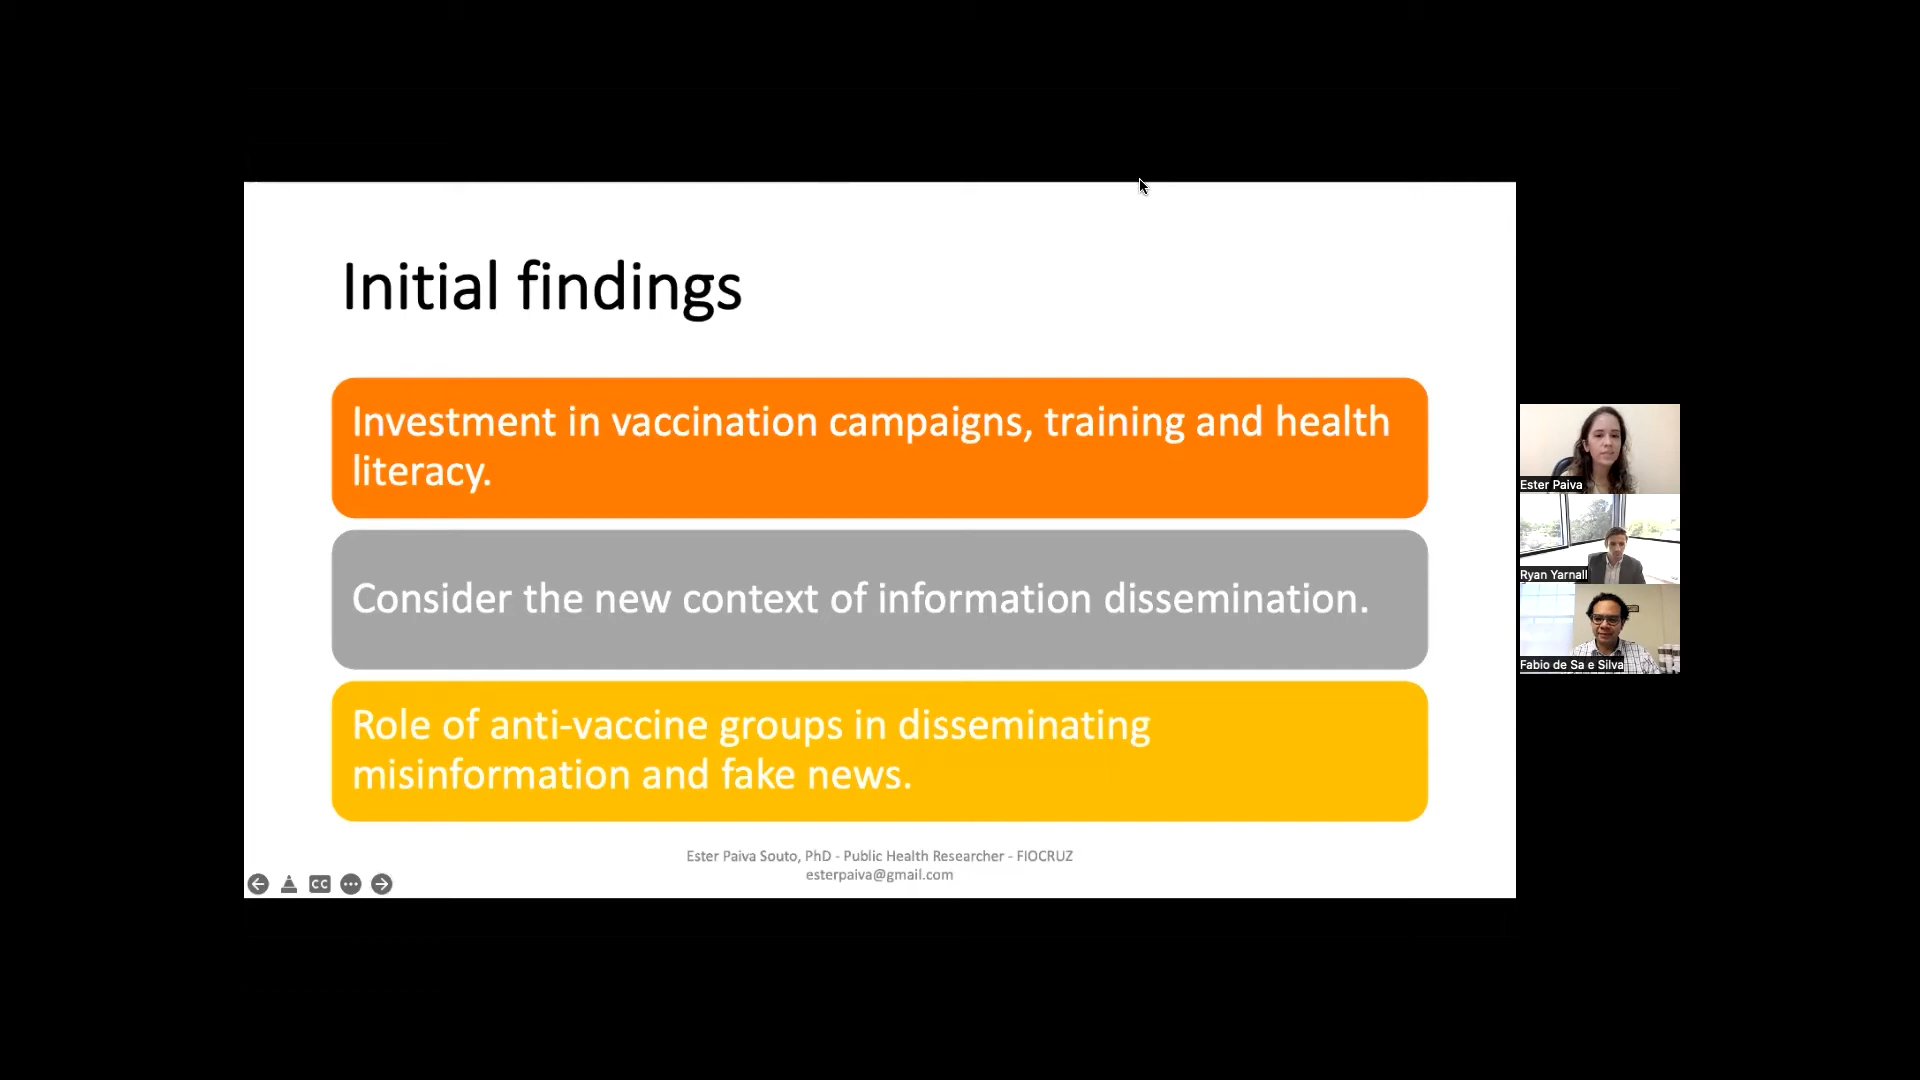 Initial findings
Investment in vaccination campaigns, training and health
literacy.
Consider the new context of information dissemination.
Role of anti-vaccine groups in disseminating
misinformation and fake news.
Ester Paiva Souto, PhD - Public Health Researcher - FIOCRUZ
esterpaiva@gmail.com
CC
Ester Paiva
Ryan Yarnall
Fabio de Sa e Silva